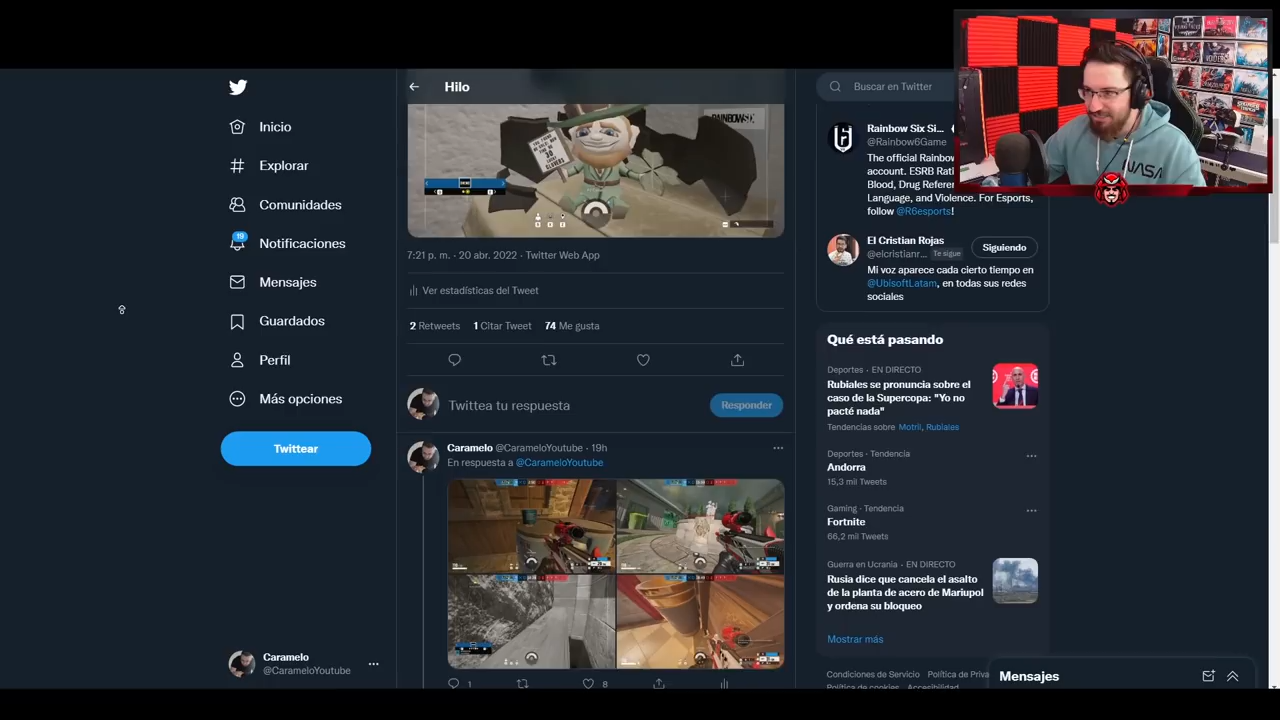 Hilo
Inicio
Explorar
Comunidades
19
Notificaciones
Mensajes
Guardados
Perfil
Más opciones
Twittear
Caramelo
@CarameloYoutube
RAINBOWSIX
7:21 p. m. · 20 abr. 2022 · Twitter Web App
Ver estadísticas del Tweet
2 Retweets 1 Citar Tweet 74 Me gusta
Twittea tu respuesta
Responder
Caramelo @CarameloYoutube · 19h
En respuesta a @CarameloYoutube
1
8
Buscar en Twitter
Rainbow Six Si...
@Rainbow6Game
The official Rainbow
account. ESRB Rati
Blood, Drug Referen
Language, and Violence. For Esports,
follow @R6esports!
El Cristian Rojas
@elcristianr... Te sigue
Siguiendo
Mi voz aparece cada cierto tiempo en
@UbisoftLatam, en todas sus redes
sociales
Qué está pasando
Deportes · EN DIRECTO
Rubiales se pronuncia sobre el
caso de la Supercopa: "Yo no
pacté nada"
Tendencias sobre Motril, Rubiales
Deportes · Tendencia
Andorra
15,3 mil Tweets
Gaming · Tendencia
Fortnite
66,2 mil Tweets
Guerra en Ucrania · EN DIRECTO
Rusia dice que cancela el asalto
de la planta de acero de Mariupol
y ordena su bloqueo
Mostrar más
Condiciones de Servicio Política de Priva
Política de cookies Accesibilidad
Mensajes
NASA